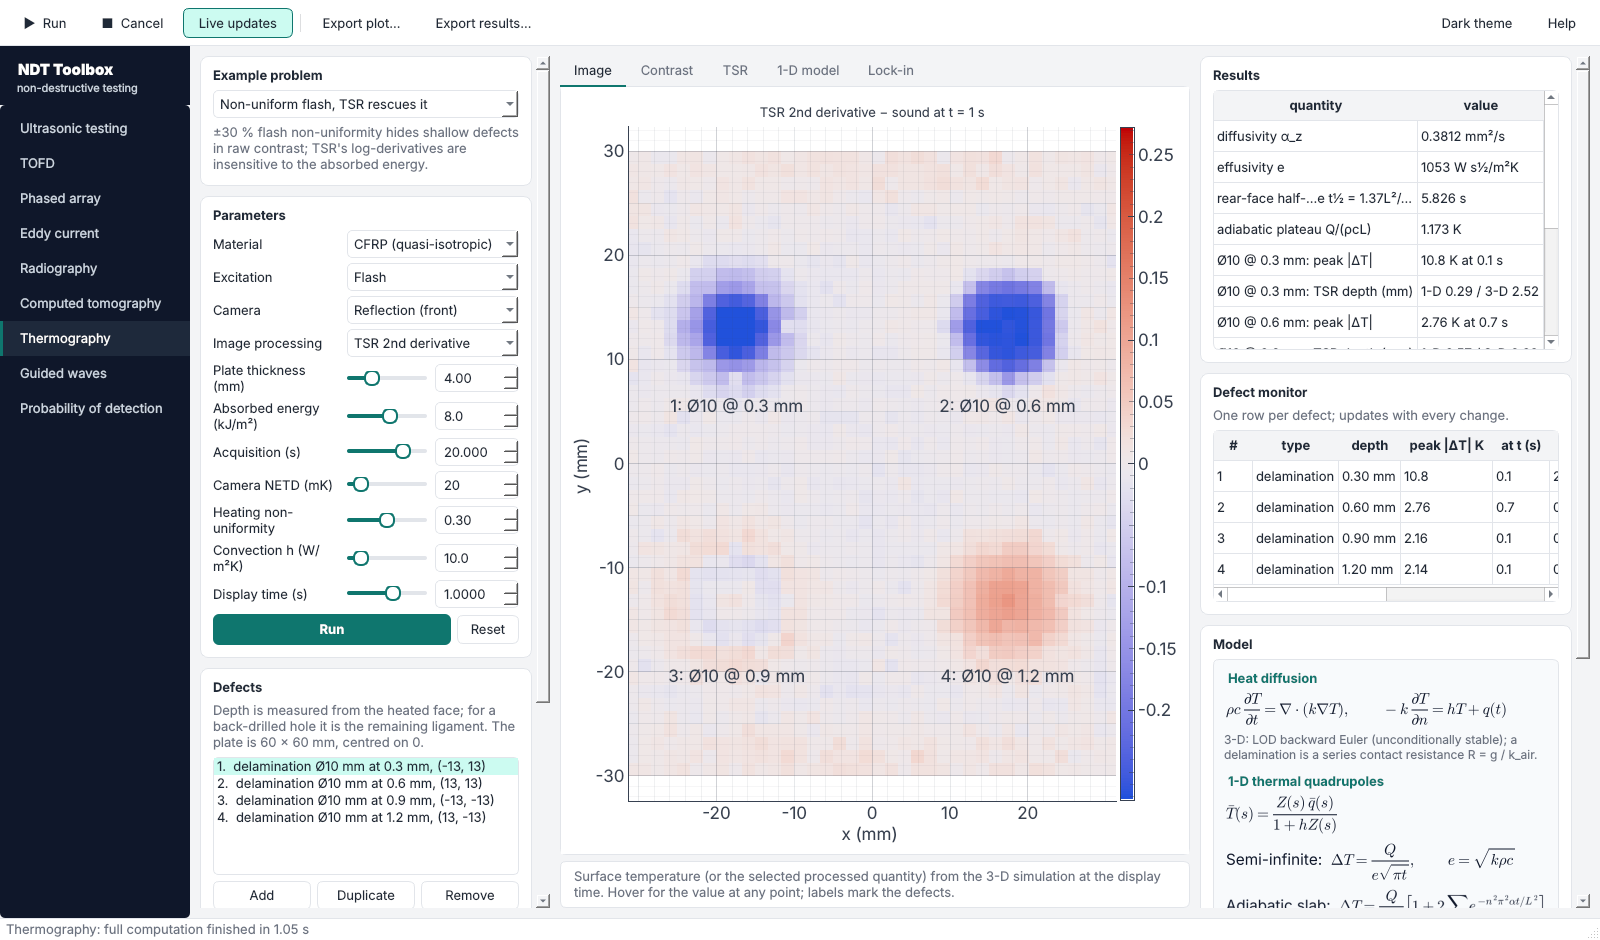 Run
Cancel
Live updates
Export plot...
Export results...
Dark theme
Help
NDT Toolbox
non-destructive testing
Ultrasonic testing
TOFD
Phased array
Eddy current
Radiography
Computed tomography
Thermography
Guided waves
Probability of detection
Example problem
Non-uniform flash, TSR rescues it
±30 % flash non-uniformity hides shallow defects
in raw contrast; TSR's log-derivatives are
insensitive to the absorbed energy.
Parameters
Material
CFRP (quasi-isotropic)
Excitation
Flash
Camera
Reflection (front)
Image processing
TSR 2nd derivative
Plate thickness
(mm)
4.00
Absorbed energy
(kJ/m²)
8.0
Acquisition (s)
20.000
Camera NETD (mK)
20
Heating non-
uniformity
0.30
Convection h (W/
m²K)
10.0
Display time (s)
1.0000
Run
Reset
Defects
Depth is measured from the heated face; for a
back-drilled hole it is the remaining ligament. The
plate is 60 × 60 mm, centred on 0.
1. delamination Ø10 mm at 0.3 mm, (-13, 13)
2. delamination Ø10 mm at 0.6 mm, (13, 13)
3. delamination Ø10 mm at 0.9 mm, (-13, -13)
4. delamination Ø10 mm at 1.2 mm, (13, -13)
Add
Duplicate
Remove
Image
Contrast
TSR
1-D model
Lock-in
TSR 2nd derivative – sound at t = 1 s
30
20
10
0
-10
-20
-30
y (mm)
-20
-10
0
10
20
x (mm)
1: Ø10 @ 0.3 mm
2: Ø10 @ 0.6 mm
3: Ø10 @ 0.9 mm
4: Ø10 @ 1.2 mm
0.25
0.2
0.15
0.1
0.05
0
-0.1
-0.15
-0.2
Surface temperature (or the selected processed quantity) from the 3-D simulation at the display
time. Hover for the value at any point; labels mark the defects.
Results
quantity value
diffusivity α_z 0.3812 mm²/s
effusivity e 1053 W s½/m²K
rear-face half-...e t½ = 1.37L²/... 5.826 s
adiabatic plateau Q/(ρcL) 1.173 K
Ø10 @ 0.3 mm: peak |ΔT| 10.8 K at 0.1 s
Ø10 @ 0.3 mm: TSR depth (mm) 1-D 0.29 / 3-D 2.52
Ø10 @ 0.6 mm: peak |ΔT| 2.76 K at 0.7 s
Defect monitor
One row per defect; updates with every change.
# type depth peak |ΔT| K at t (s)
1 delamination 0.30 mm 10.8 0.1
2 delamination 0.60 mm 2.76 0.7
3 delamination 0.90 mm 2.16 0.1
4 delamination 1.20 mm 2.14 0.1
Model
Heat diffusion
ρc ∂T/∂t = ∇ · (k∇T), −k ∂T/∂n = hT + q(t)
3-D: LOD backward Euler (unconditionally stable); a
delamination is a series contact resistance R = g / k_air.
1-D thermal quadrupoles
T̄(s) = Z(s) q̄(s) / 1 + hZ(s)
Semi-infinite: ΔT = Q / e√πt, e = √kρc
Adiabatic slab: ΔT = Q [1 + 2 ∑ e^−n²π²αt/L²]
Thermography: full computation finished in 1.05 s